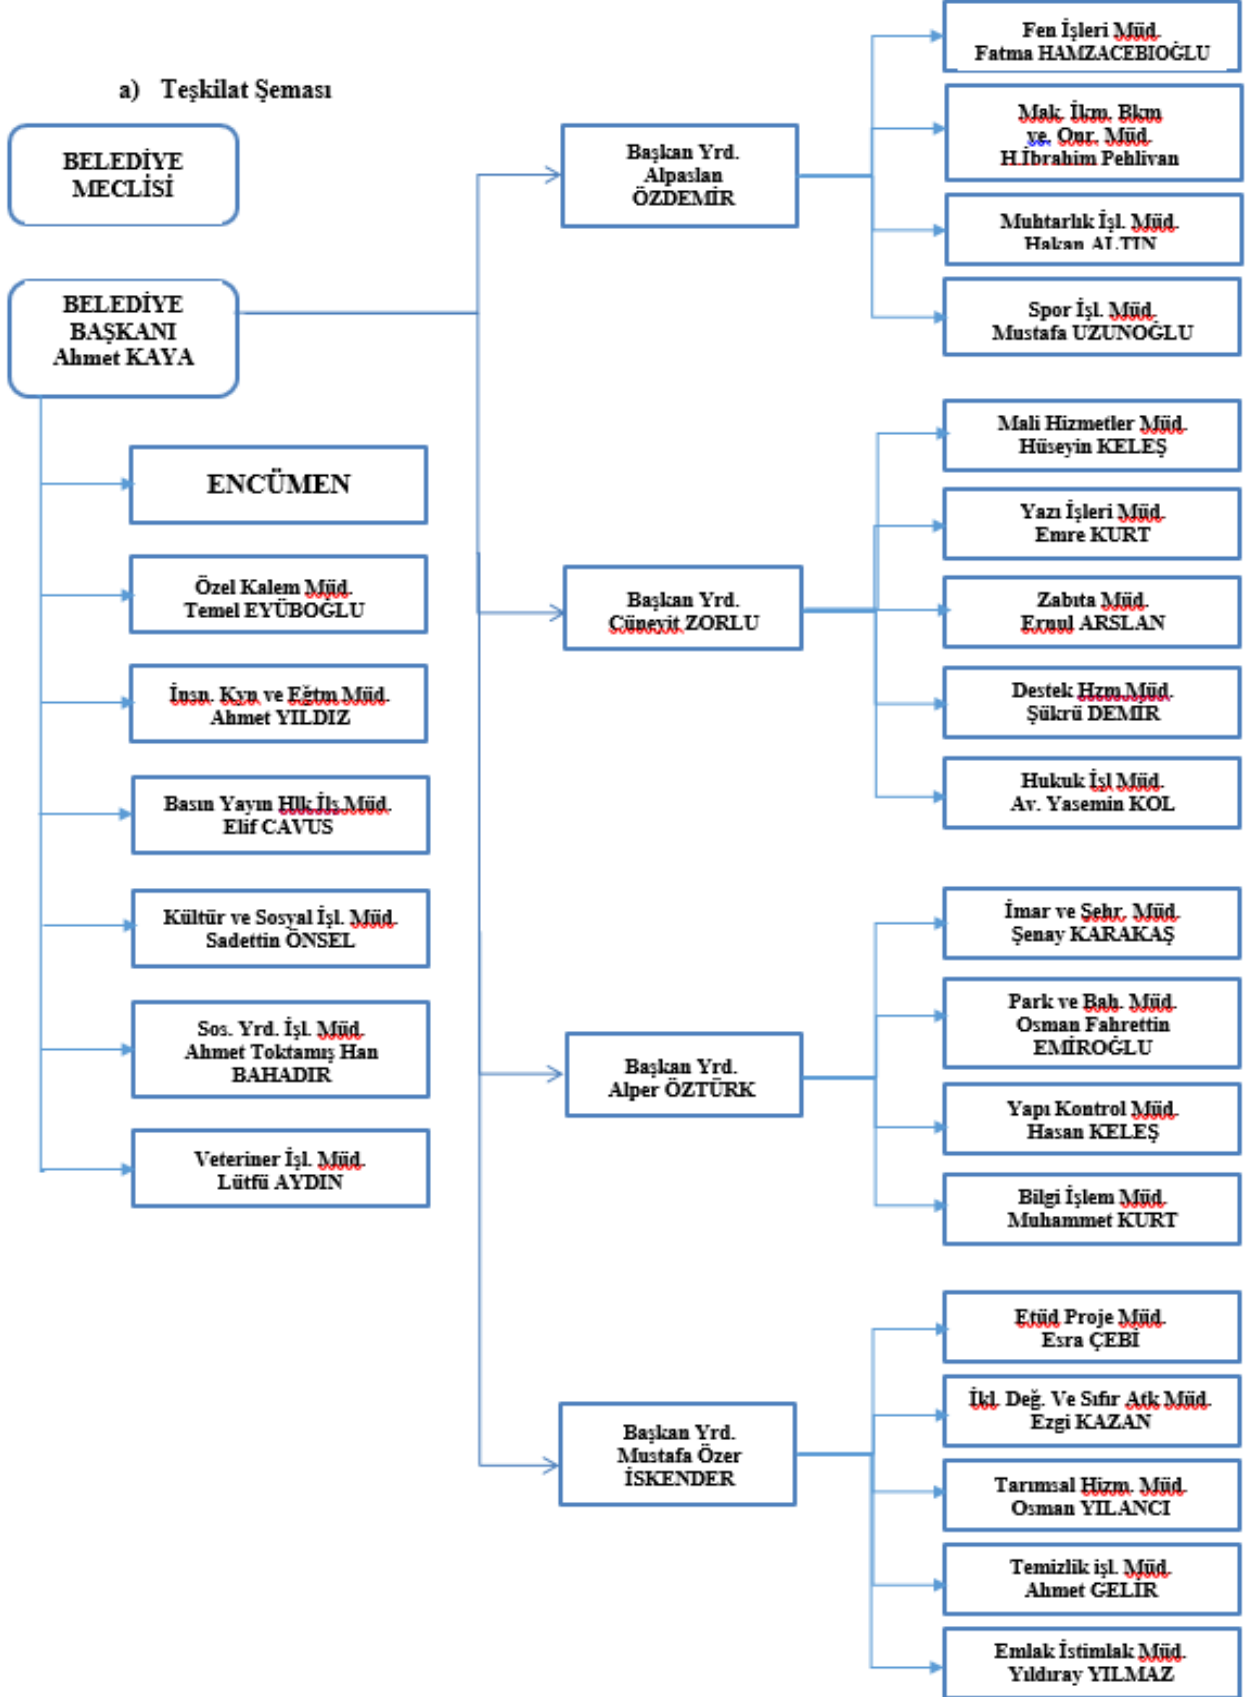 a) Teşkilat Şeması
BELEDİYE
MECLİSİ
BELEDİYE
BAŞKANI
Ahmet KAYA
ENCÜMEN
Özel Kalem Müd.
Temel EYÜBOĞLU
İnsn. Kyn ve Eğtm Müd.
Ahmet YILDIZ
Basın Yayın Hlk İlş.Müd.
Elif CAVUS
Kültür ve Sosyal İşl. Müd.
Sadettin ÖNSEL
Sos. Yrd. İşl. Müd.
Ahmet Toktamış Han
BAHADIR
Veteriner İşl. Müd.
Lütfü AYDIN
Başkan Yrd.
Alpaslan
ÖZDEMİR
Fen İşleri Müd.
Fatma HAMZACEBIOĞLU
Mak. İkm. Bkm
ve. Onr. Müd.
H.İbrahim Pehlivan
Muhtarlık İşl. Müd.
Hakan ALTIN
Spor İşl. Müd.
Mustafa UZUNOĞLU
Başkan Yrd.
Cüneyit ZORLU
Mali Hizmetler Müd.
Hüseyin KELEŞ
Yazı İşleri Müd.
Emre KURT
Zabıta Müd.
Ernul ARSLAN
Destek Hzm.Müd.
Şükrü DEMİR
Hukuk İşl Müd.
Av. Yasemin KOL
Başkan Yrd.
Alper ÖZTÜRK
İmar ve Şehr. Müd.
Şenay KARAKAŞ
Park ve Bah. Müd.
Osman Fahrettin
EMİROĞLU
Yapı Kontrol Müd.
Hasan KELEŞ
Bilgi İşlem Müd.
Muhammet KURT
Başkan Yrd.
Mustafa Özer
İSKENDER
Etüd Proje Müd.
Esra ÇEBİ
İkl. Değ. Ve Sıfır Atk Müd.
Ezgi KAZAN
Tarımsal Hizm. Müd.
Osman YILANCI
Temizlik işl. Müd.
Ahmet GELİR
Emlak İstimlak Müd.
Yıldıray YILMAZ